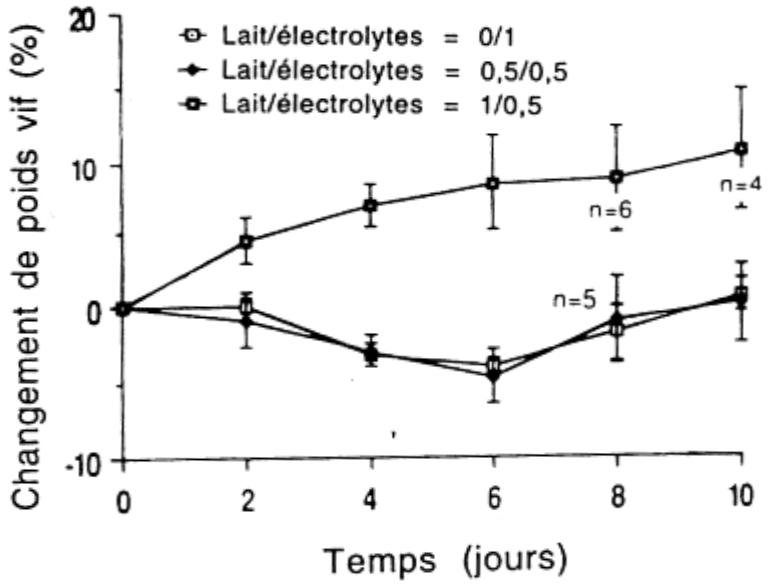 20
Lait/électrolytes = 0/1
Lait/électrolytes = 0,5/0,5
Lait/électrolytes = 1/0,5
10
n=4
n=6
n=5
0
-10
0 2 4 6 8 10
Changement de poids vif (%)
Temps (jours)